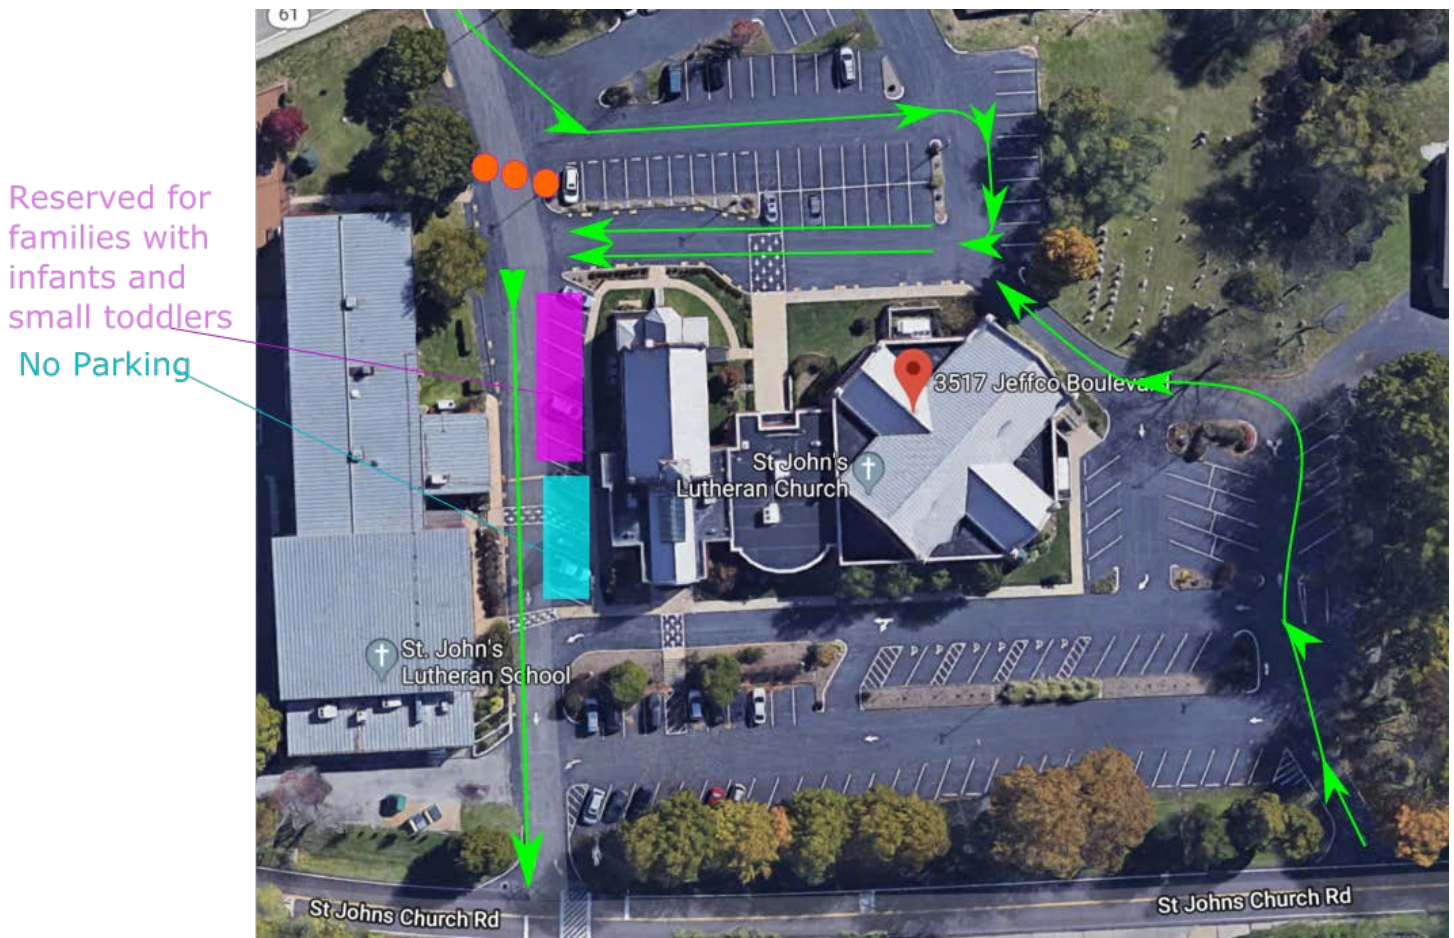 61
Reserved for
families with
infants and
small toddlers
No Parking
3517 Jeffco Boulevard
St John's
Lutheran Church
St. John's
Lutheran School
St Johns Church Rd
St Johns Church Rd